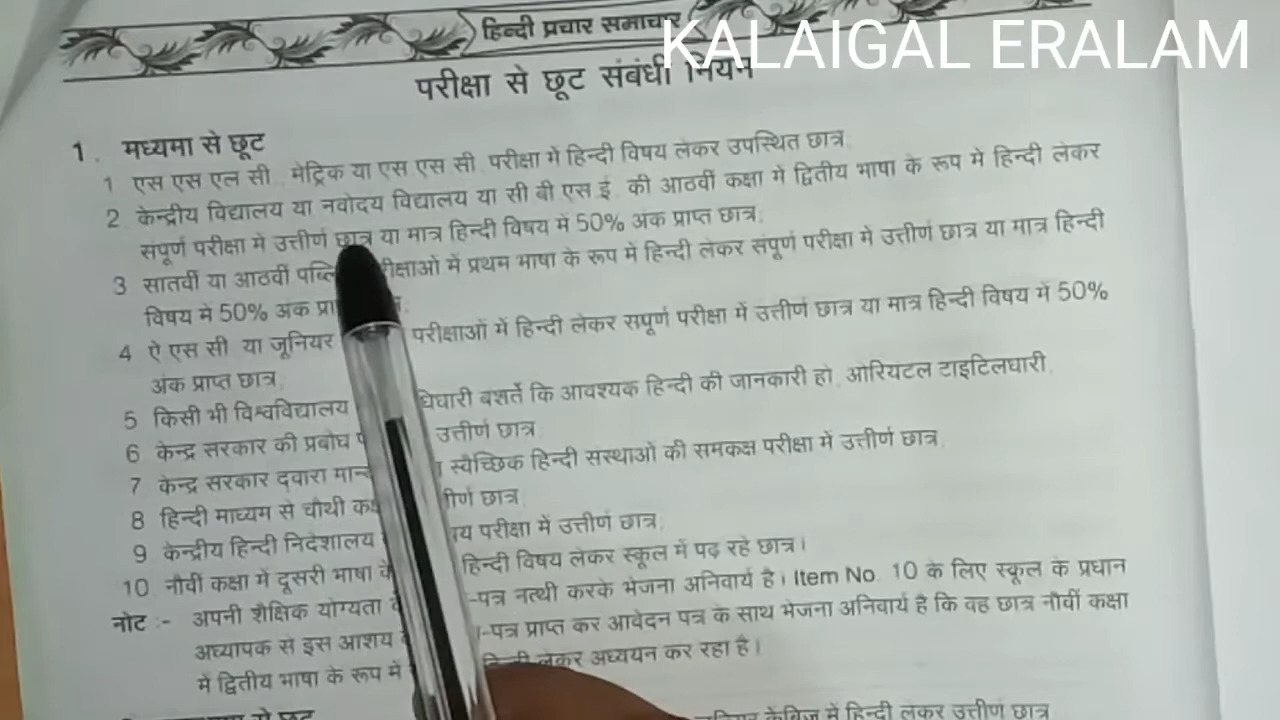 हिन्दी प्रचार समाचार
KALAIGAL ERALAM
परीक्षा से छूट संबंधी नियम
1. मध्यमा से छूट
1 एस एस एल सी., मेट्रिक या एस एस सी. परीक्षा में हिन्दी विषय लेकर उपस्थित छात्र,
2. केन्द्रीय विद्यालय या नवोदय विद्यालय या सी बी एस ई. की आठवीं कक्षा में द्वितीय भाषा के रूप में हिन्दी लेकर
संपूर्ण परीक्षा में उत्तीर्ण छात्र या मात्र हिन्दी विषय में 50% अंक प्राप्त छात्र;
3 सातवीं या आठवीं परीक्षाओं में प्रथम भाषा के रूप में हिन्दी लेकर संपूर्ण परीक्षा में उत्तीर्ण छात्र या मात्र हिन्दी
विषय में 50% अंक
4 ऐ एस सी. या जूनियर परीक्षाओं में हिन्दी लेकर संपूर्ण परीक्षा में उत्तीर्ण छात्र या मात्र हिन्दी विषय में 50%
अंक प्राप्त छात्र,
5 किसी भी विश्वविद्यालय बशर्ते कि आवश्यक हिन्दी की जानकारी हो, ओरियंटल टाइटिलधारी,
6 केन्द्र सरकार की प्रबोध उत्तीर्ण छात्र
7 केन्द्र सरकार द्वारा स्वैच्छिक हिन्दी संस्थाओं की समकक्ष परीक्षा में उत्तीर्ण छात्र,
8 हिन्दी माध्यम से चौथी छात्र,
9 केन्द्रीय हिन्दी निदेशालय परीक्षा में उत्तीर्ण छात्र,
10 नौवीं कक्षा में दूसरी भाषा के हिन्दी विषय लेकर स्कूल में पढ़ रहे छात्र।
नोट :- अपनी शैक्षिक योग्यता -पत्र नत्थी करके भेजना अनिवार्य है। Item No. 10 के लिए स्कूल के प्रधान
अध्यापक से इस आशय -पत्र प्राप्त कर आवेदन पत्र के साथ भेजना अनिवार्य है कि वह छात्र नौवीं कक्षा
में द्वितीय भाषा के रूप में हिन्दी लेकर अध्ययन कर रहा है।
से छूट केंब्रिज में हिन्दी लेकर उत्तीर्ण छात्र